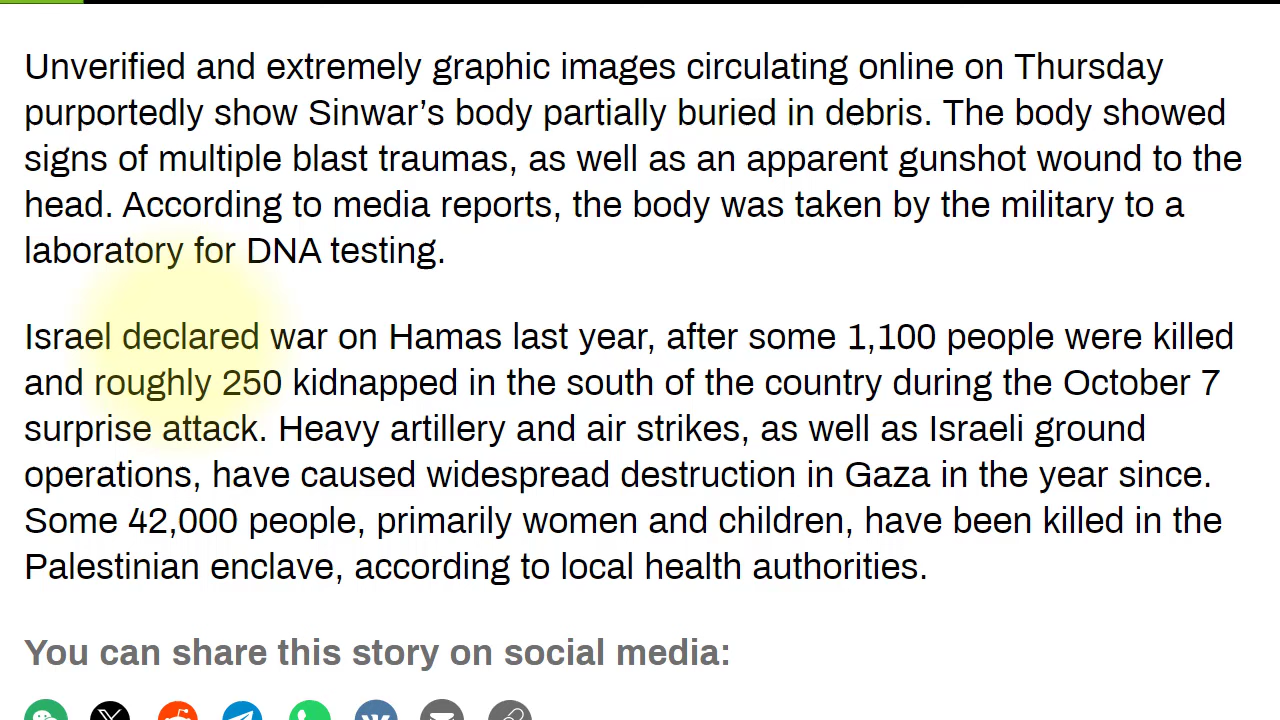 Unverified and extremely graphic images circulating online on Thursday
purportedly show Sinwar’s body partially buried in debris. The body showed
signs of multiple blast traumas, as well as an apparent gunshot wound to the
head. According to media reports, the body was taken by the military to a
laboratory for DNA testing.
Israel declared war on Hamas last year, after some 1,100 people were killed
and roughly 250 kidnapped in the south of the country during the October 7
surprise attack. Heavy artillery and air strikes, as well as Israeli ground
operations, have caused widespread destruction in Gaza in the year since.
Some 42,000 people, primarily women and children, have been killed in the
Palestinian enclave, according to local health authorities.
You can share this story on social media: